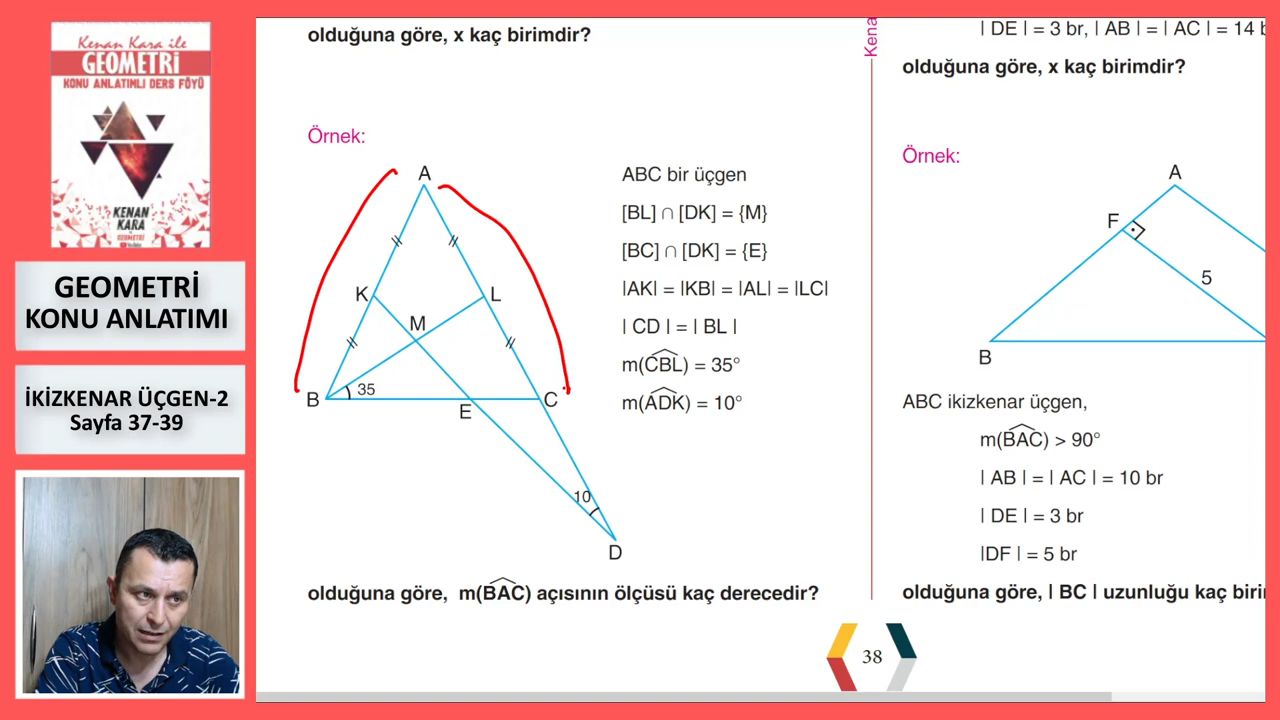 Kenan Kara ile
GEOMETRİ
KONU ANLATIMLI DERS FÖYÜ
KENAN
KARA
GEOMETRİ KONU ANLATIMI
İKİZKENAR ÜÇGEN-2
Sayfa 37-39
olduğuna göre, x kaç birimdir?
Örnek:
A
K
L
M
B
35
E
C
10
D
ABC bir üçgen
[BL] ∩ [DK] = {M}
[BC] ∩ [DK] = {E}
|AK| = |KB| = |AL| = |LC|
| CD | = | BL |
m(CBL) = 35°
m(ADK) = 10°
olduğuna göre, m(BAC) açısının ölçüsü kaç derecedir?
Kena
| DE | = 3 br, | AB | = | AC | = 14 b
olduğuna göre, x kaç birimdir?
Örnek:
A
F
5
B
ABC ikizkenar üçgen,
m(BAC) > 90°
| AB | = | AC | = 10 br
| DE | = 3 br
|DF | = 5 br
olduğuna göre, | BC | uzunluğu kaç biri
38